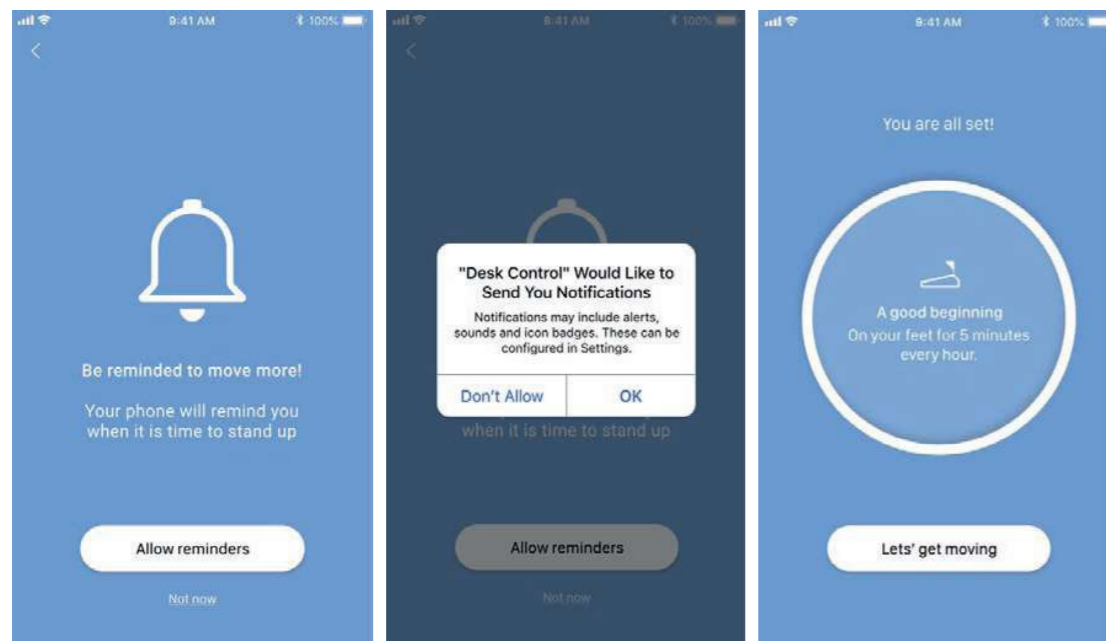 9:41 AM
100%
Be reminded to move more!
Your phone will remind you
when it is time to stand up
Allow reminders
Not now
9:41 AM
100%
"Desk Control" Would Like to
Send You Notifications
Notifications may include alerts,
sounds and icon badges. These can be
configured in Settings.
Don't Allow
OK
when it is time to stand up
Allow reminders
Not now
9:41 AM
100%
You are all set!
A good beginning
On your feet for 5 minutes
every hour.
Lets' get moving